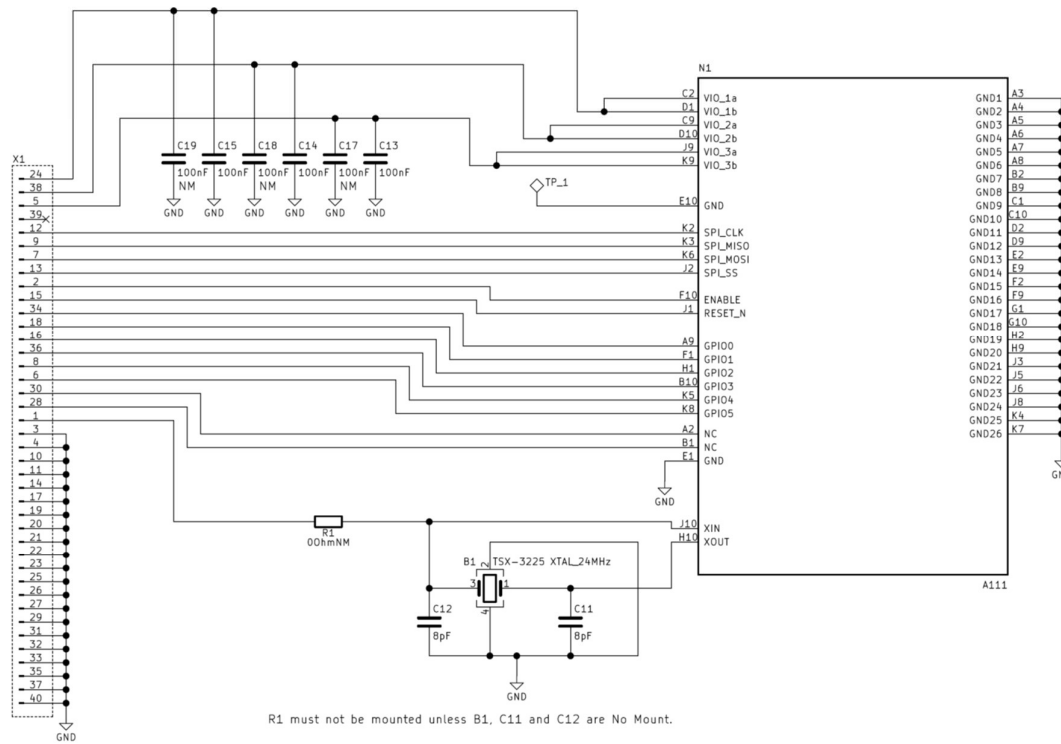 X1
24
38
5
39
12
9
7
13
2
15
34
18
16
36
8
6
30
28
1
3
4
10
11
14
17
19
20
21
22
23
25
26
27
29
31
32
33
35
37
40
GND
C19
100nF
NM
GND
C15
100nF
GND
C18
100nF
NM
GND
C14
100nF
GND
C17
100nF
NM
GND
C13
100nF
GND
TP_1
N1
C2 VIO_1a
D1 VIO_1b
C9 VIO_2a
D10 VIO_2b
J9 VIO_3a
K9 VIO_3b
E10 GND
K2 SPI_CLK
K3 SPI_MISO
K6 SPI_MOSI
J2 SPI_SS
F10 ENABLE
J1 RESET_N
A9 GPIO0
F1 GPIO1
H1 GPIO2
B10 GPIO3
K5 GPIO4
K8 GPIO5
A2 NC
B1 NC
E1 GND
GND
J10 XIN
H10 XOUT
GND1 A3
GND2 A4
GND3 A5
GND4 A6
GND5 A7
GND6 A8
GND7 B2
GND8 B9
GND9 C1
GND10 C10
GND11 D2
GND12 D9
GND13 E2
GND14 E9
GND15 F2
GND16 F9
GND17 G1
GND18 G10
GND19 H2
GND20 H9
GND21 J3
GND22 J5
GND23 J6
GND24 J8
GND25 K4
GND26 K7
A111
R1
0OhmNM
B1 2 TSX-3225 XTAL_24MHz
3 1
4
C12
8pF
C11
8pF
GND
R1 must not be mounted unless B1, C11 and C12 are No Mount.